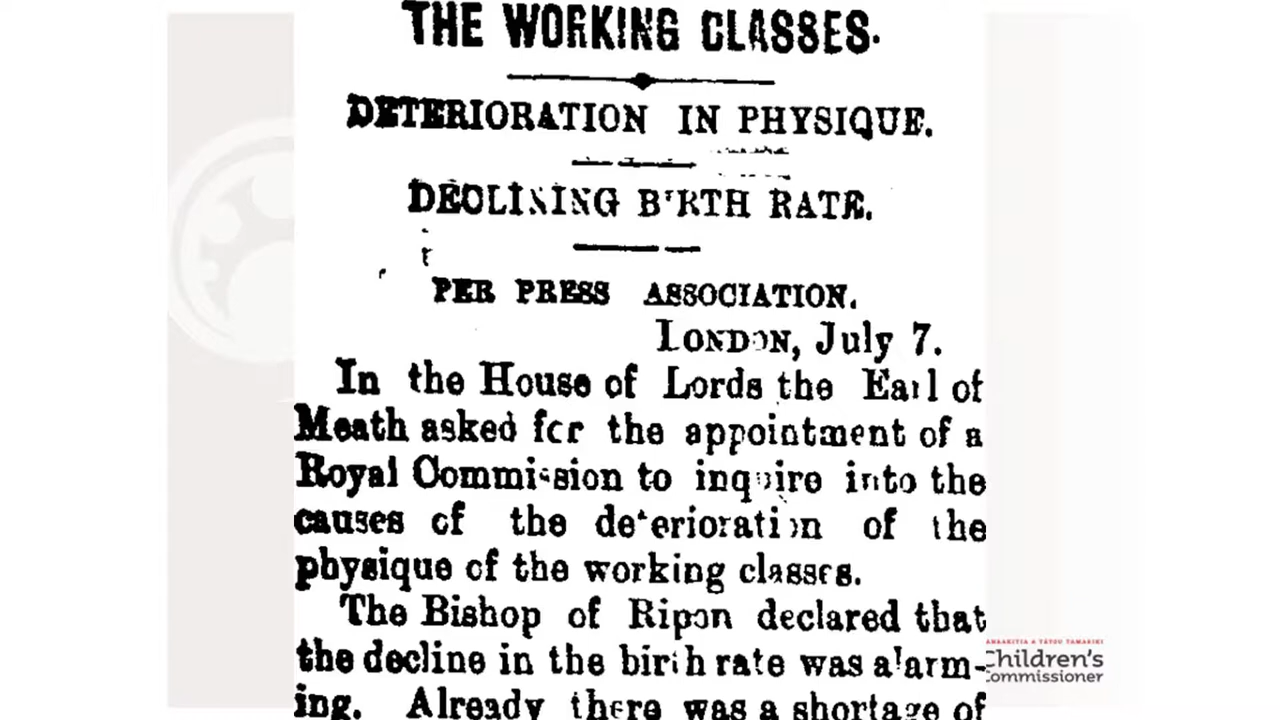 THE WORKING CLASSES.
DETERIORATION IN PHYSIQUE.
DECLINING BIRTH RATE.
PER PRESS ASSOCIATION.
LONDON, July 7.
In the House of Lords the Earl of
Meath asked for the appointment of a
Royal Commission to inquire into the
causes of the deterioration of the
physique of the working classes.
The Bishop of Ripon declared that
the decline in the birth rate was alarm-
ing. Already there was a shortage of
MANAAKITIA A TĀTOU TAMARIKI
Children's
Commissioner